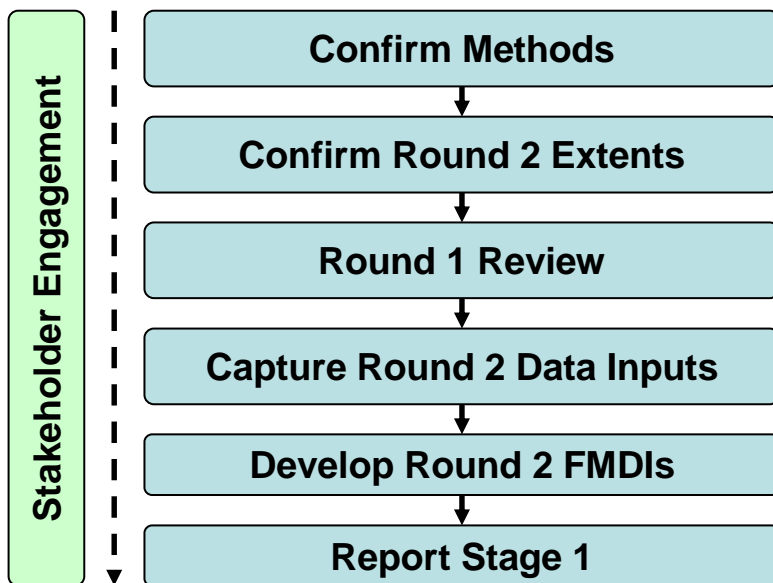 Stakeholder Engagement
Confirm Methods
Confirm Round 2 Extents
Round 1 Review
Capture Round 2 Data Inputs
Develop Round 2 FMDIs
Report Stage 1